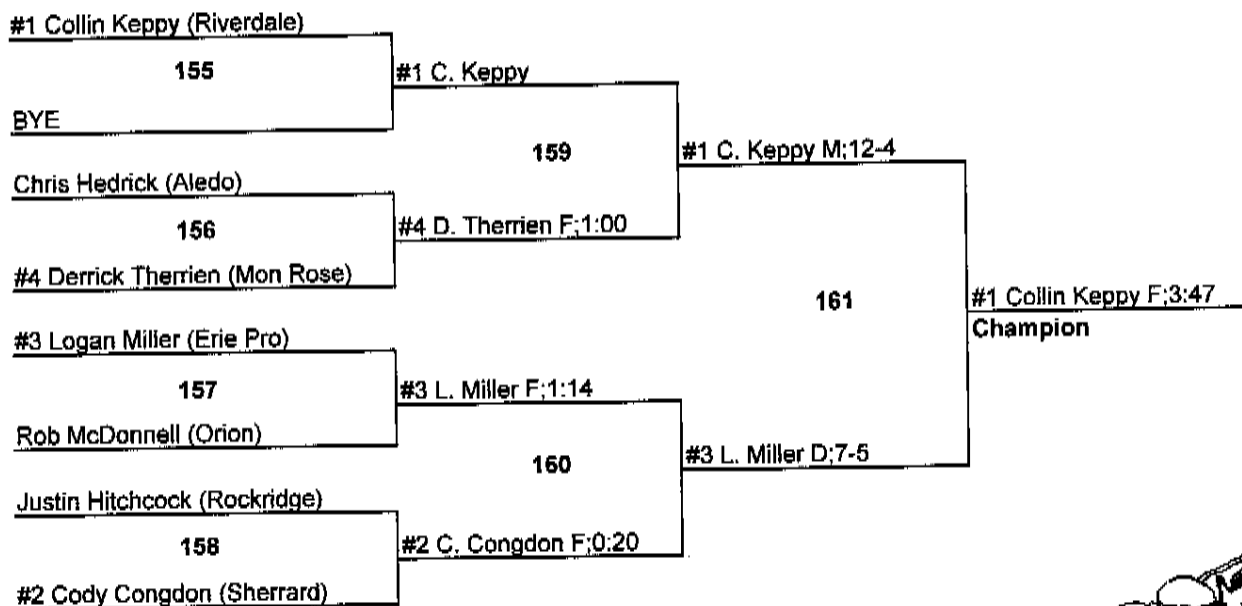 #1 Collin Keppy (Riverdale)
155
#1 C. Keppy
BYE
159
#1 C. Keppy M;12-4
Chris Hedrick (Aledo)
156
#4 D. Therrien F;1:00
#4 Derrick Therrien (Mon Rose)
161
#1 Collin Keppy F;3:47
Champion
#3 Logan Miller (Erie Pro)
157
#3 L. Miller F;1:14
Rob McDonnell (Orion)
160
#3 L. Miller D;7-5
Justin Hitchcock (Rockridge)
158
#2 C. Congdon F;0:20
#2 Cody Congdon (Sherrard)